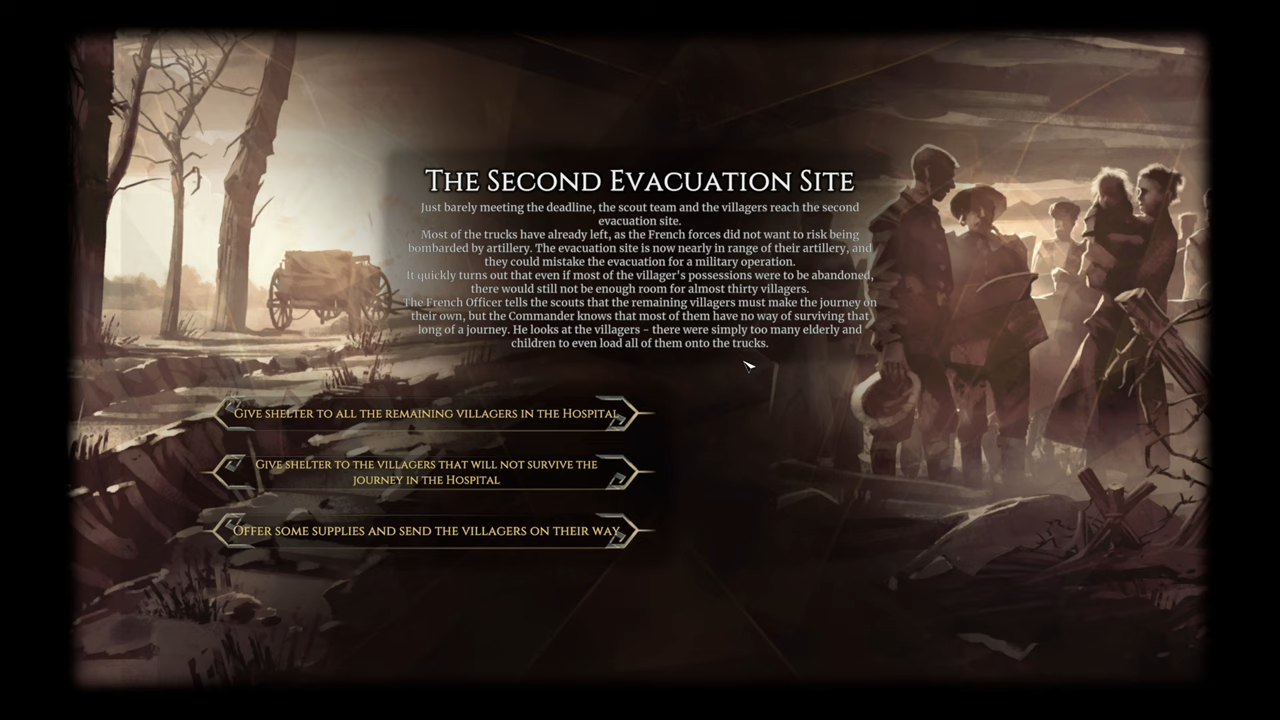 The Second Evacuation Site
Just barely meeting the deadline, the scout team and the villagers reach the second
evacuation site.
Most of the trucks have already left, as the French forces did not want to risk being
bombarded by artillery. The evacuation site is now nearly in range of their artillery, and
they could mistake the evacuation for a military operation.
It quickly turns out that even if most of the villager's possessions were to be abandoned,
there would still not be enough room for almost thirty villagers.
The French Officer tells the scouts that the remaining villagers must make the journey on
their own, but the Commander knows that most of them have no way of surviving that
long of a journey. He looks at the villagers - there were simply too many elderly and
children to even load all of them onto the trucks.
Give shelter to all the remaining villagers in the Hospital
Give shelter to the villagers that will not survive the
journey in the Hospital
Offer some supplies and send the villagers on their way